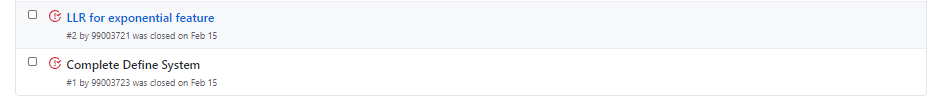 LLR for exponential feature
#2 by 99003721 was closed on Feb 15
Complete Define System
#1 by 99003723 was closed on Feb 15